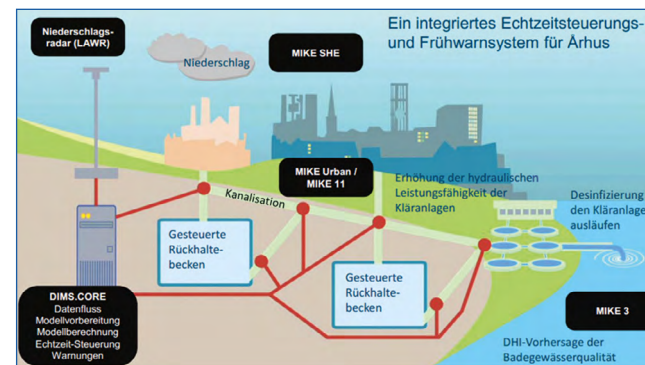 Ein integriertes Echtzeitsteuerungs-
und Frühwarnsystem für Århus
Niederschlags-
radar (LAWR)
Niederschlag
MIKE SHE
MIKE Urban /
MIKE 11
Kanalisation
Erhöhung der hydraulischen
Leistungsfähigkeit der
Kläranlagen
Desinfizierung
den Kläranlage
ausläufen
Gesteuerte
Rückhalte-
becken
Gesteuerte
Rückhalte-
becken
DIMS.CORE
Datenfluss
Modellvorbereitung
Modellberechnung
Echtzeit-Steuerung
Warnungen
MIKE 3
DHI-Vorhersage der
Badegewässerqualität